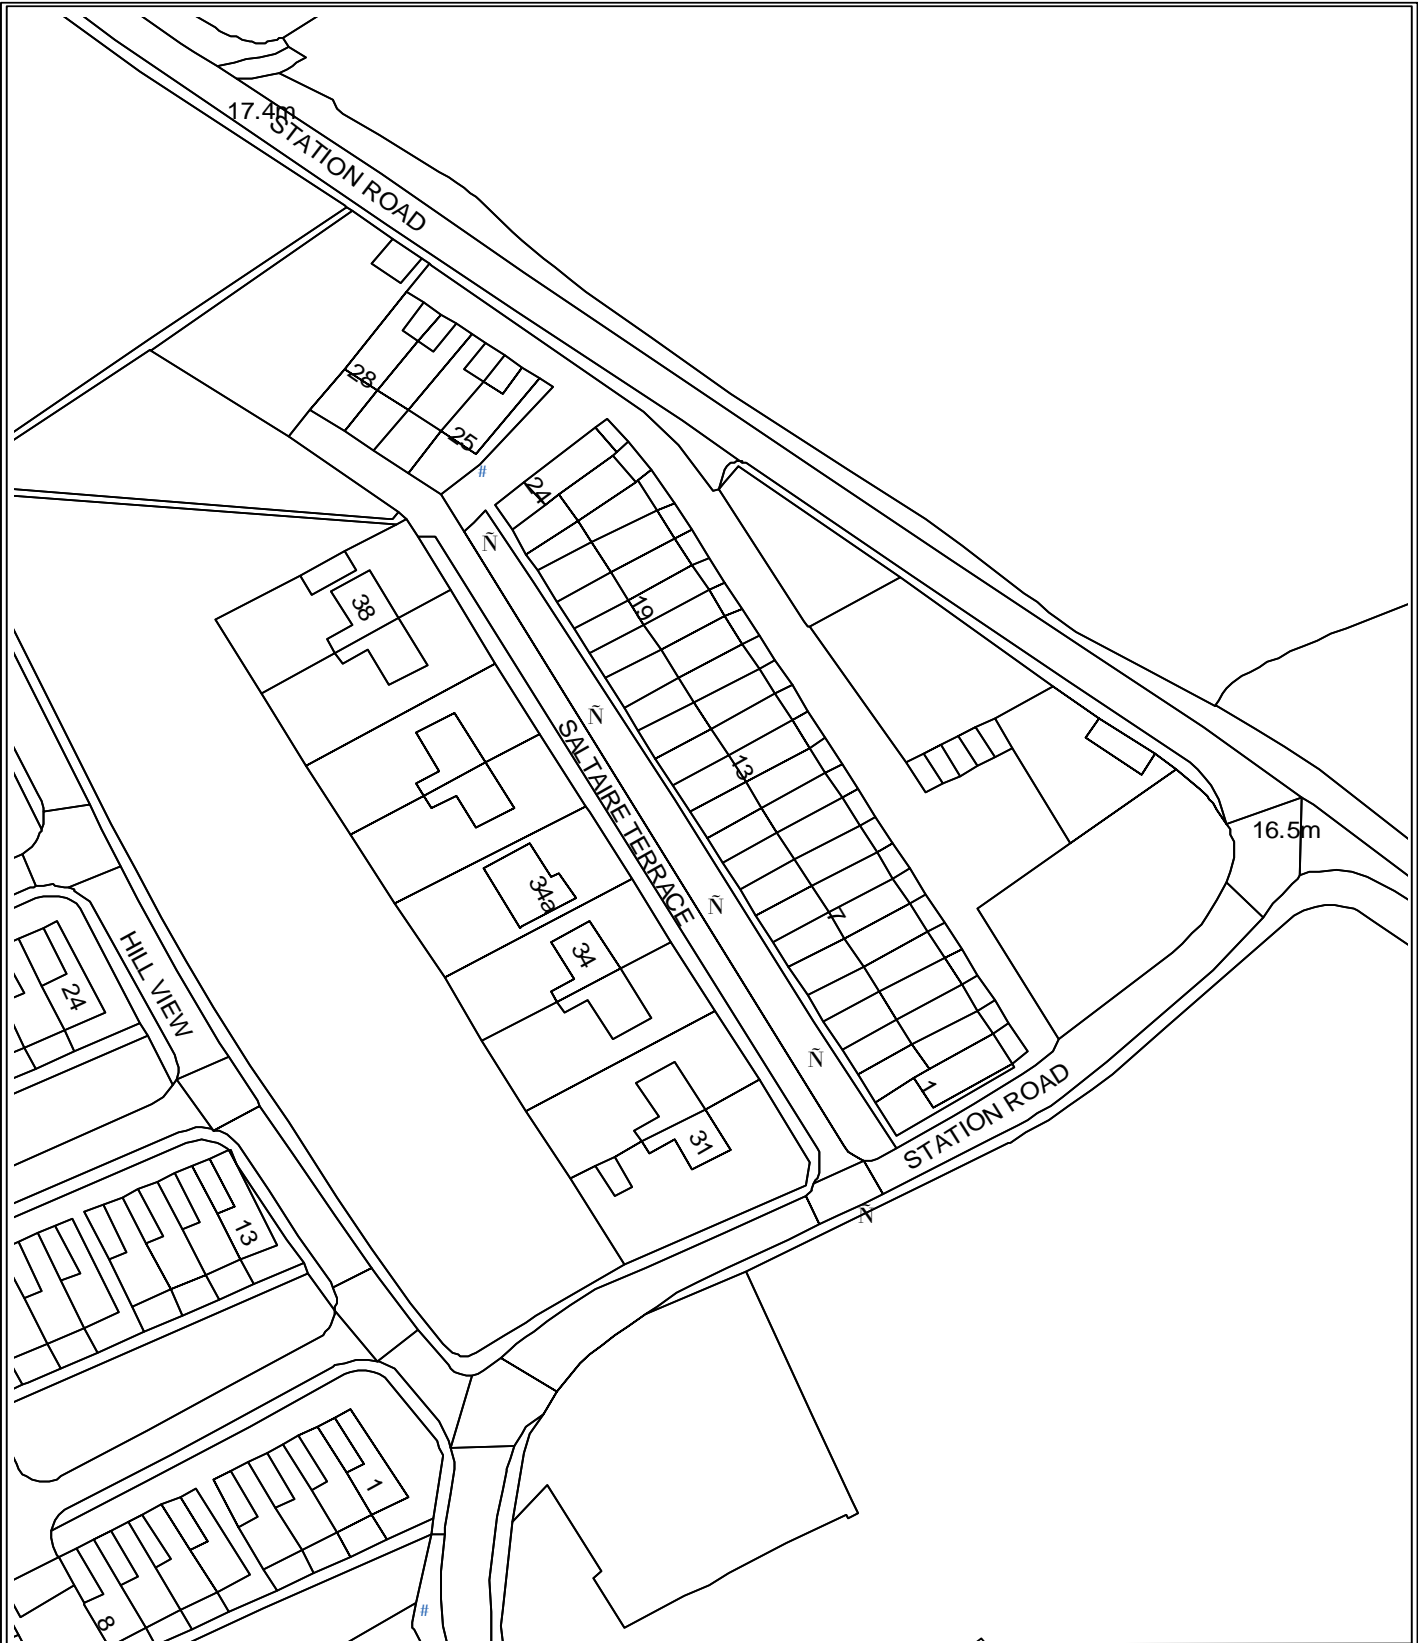 17.4m
STATION ROAD
28
25
#
24
Ñ
38
19
Ñ
SALTAIRE TERRACE
13
16.5m
34a
Ñ
7
34
HILL VIEW
24
Ñ
1
STATION ROAD
31
Ñ
13
1
8
#